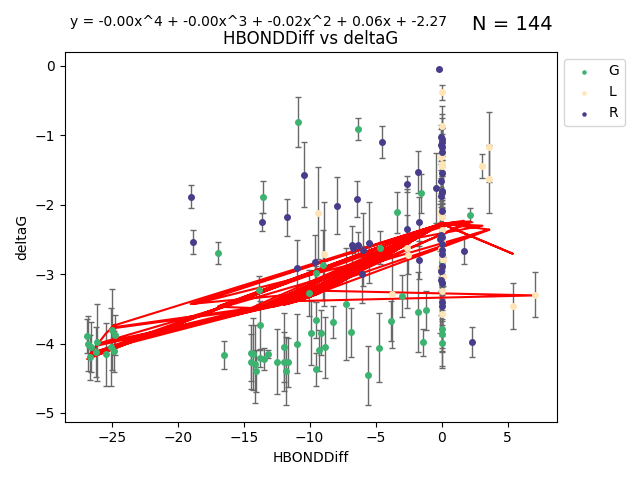 y = -0.00x^4 + -0.00x^3 + -0.02x^2 + 0.06x + -2.27
N = 144
HBONDDiff vs deltaG
G
L
R
deltaG
0
−1
−2
−3
−4
−5
−25 −20 −15 −10 −5 0 5
HBONDDiff